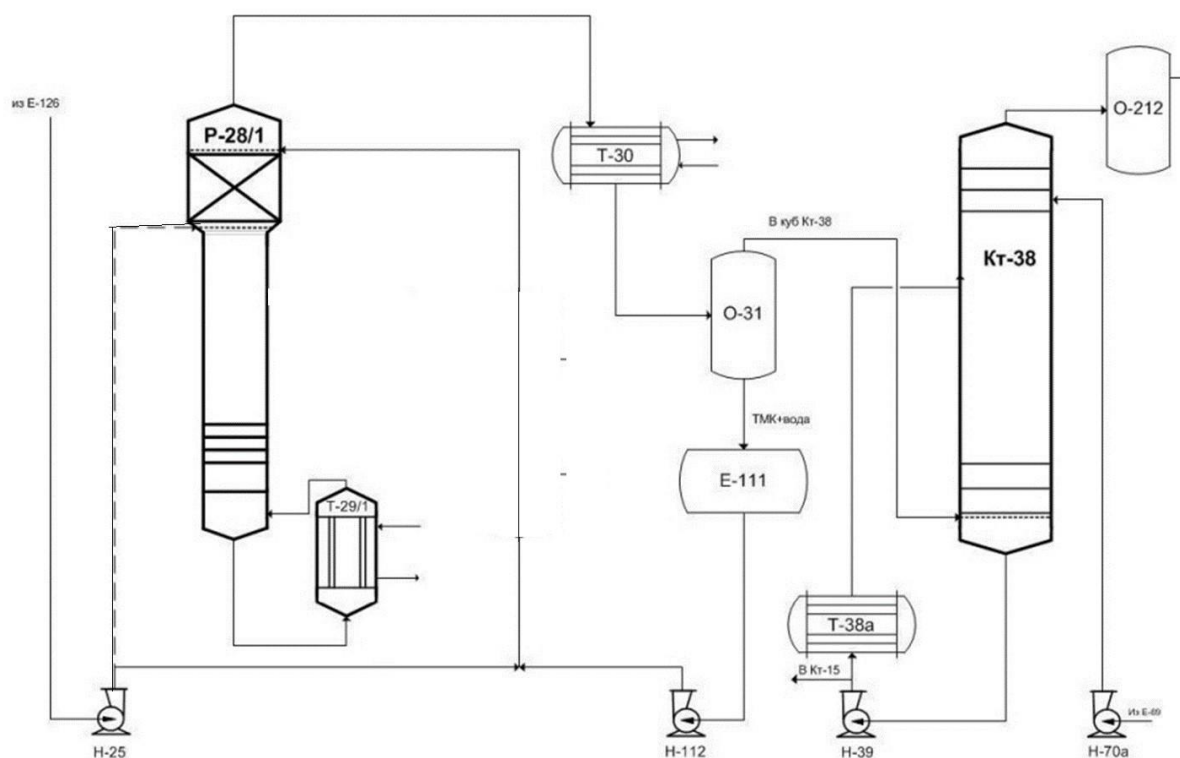 из Е-126
Р-28/1
Т-30
О-212
В куб Кт-38
Кт-38
О-31
ТМК+вода
Е-111
Т-29/1
Т-38а
В Кт-15
Из Е-69
Н-25
Н-112
Н-39
Н-70а